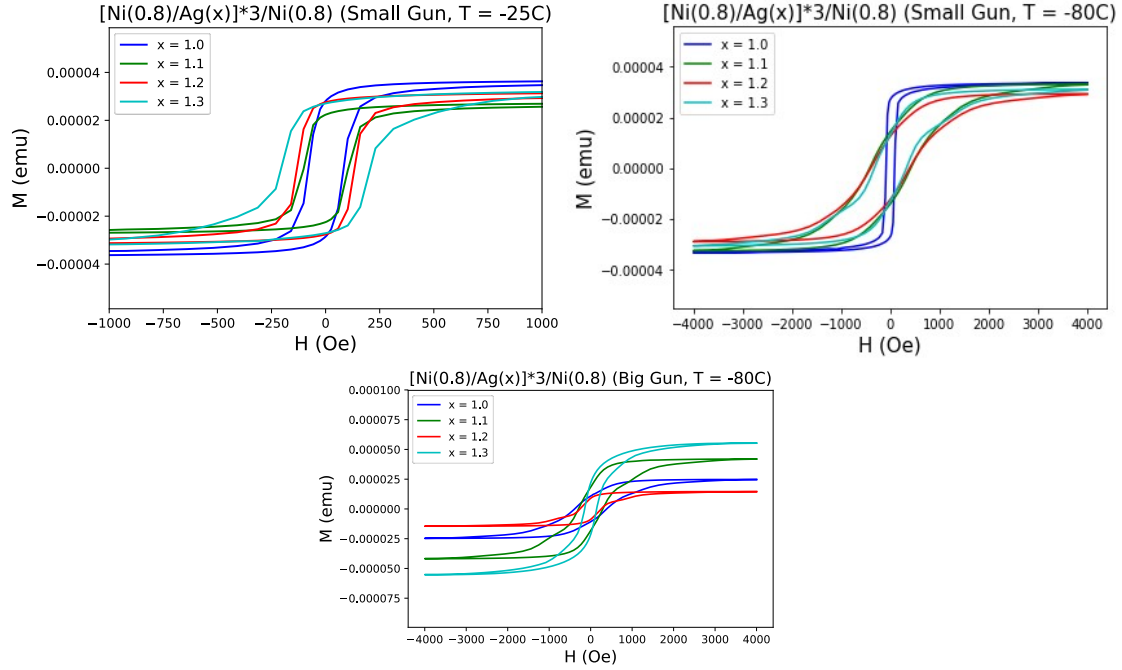 [Ni(0.8)/Ag(x)]*3/Ni(0.8) (Small Gun, T = -25C)
x = 1.0
x = 1.1
x = 1.2
x = 1.3
0.00004
0.00002
0.00000
−0.00002
−0.00004
M (emu)
−1000 −750 −500 −250 0 250 500 750 1000
H (Oe)
[Ni(0.8)/Ag(x)]*3/Ni(0.8) (Small Gun, T = -80C)
x = 1.0
x = 1.1
x = 1.2
x = 1.3
0.00004
0.00002
0.00000
−0.00002
−0.00004
M (emu)
−4000 −3000 −2000 −1000 0 1000 2000 3000 4000
H (Oe)
[Ni(0.8)/Ag(x)]*3/Ni(0.8) (Big Gun, T = -80C)
x = 1.0
x = 1.1
x = 1.2
x = 1.3
0.000100
0.000075
0.000050
0.000025
0.000000
−0.000025
−0.000050
−0.000075
M (emu)
−4000 −3000 −2000 −1000 0 1000 2000 3000 4000
H (Oe)